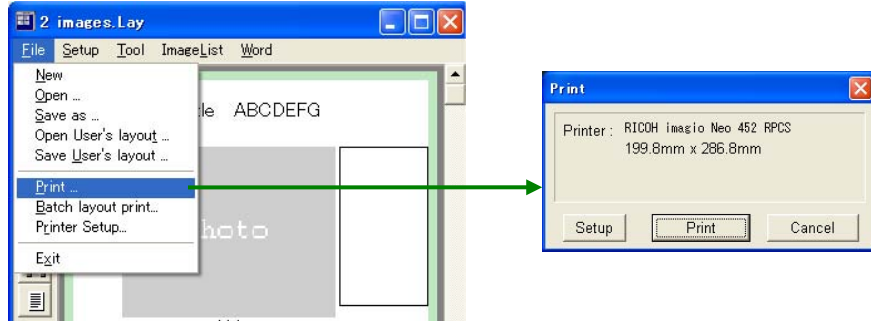 2 images.Lay
File Setup Tool ImageList Word
New
Open ...
Save as ...
Open User's layout ...
Save User's layout ...
Print ...
Batch layout print...
Printer Setup...
Exit
ABCDEFG
Print
Printer : RICOH imagio Neo 452 RPCS
199.8mm x 286.8mm
Setup Print Cancel